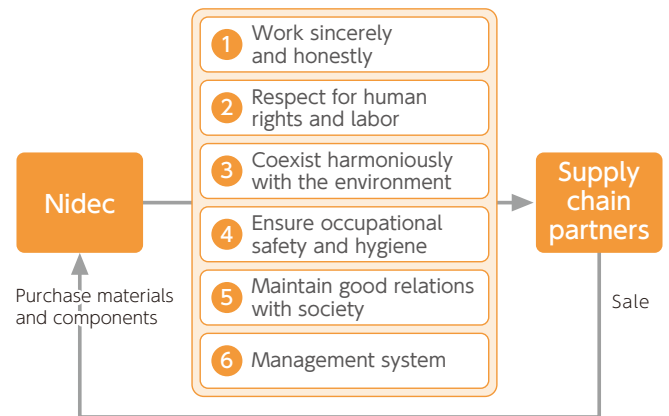 1 Work sincerely
and honestly
2 Respect for human
rights and labor
3 Coexist harmoniously
with the environment
4 Ensure occupational
safety and hygiene
5 Maintain good relations
with society
6 Management system
Nidec
Supply
chain
partners
Purchase materials
and components
Sale